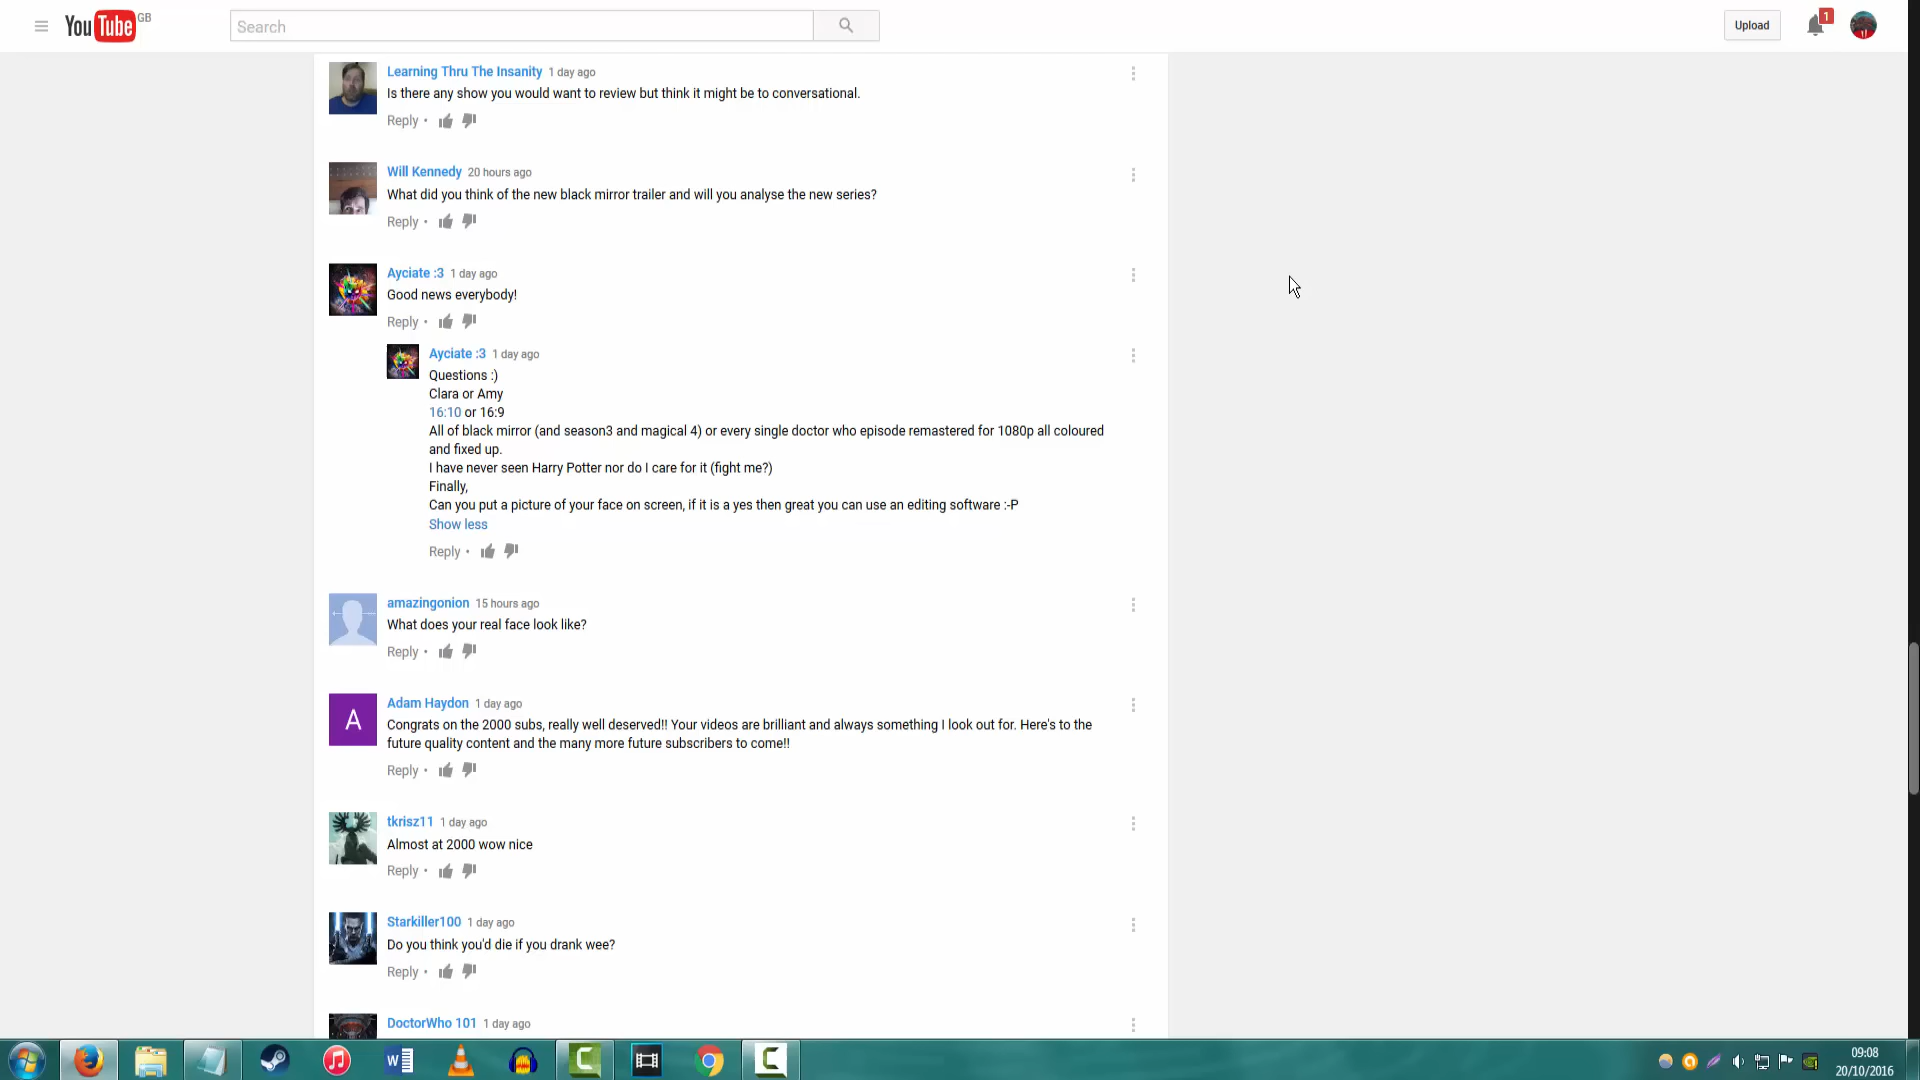 YouTube GB
Search
Upload
1
Learning Thru The Insanity 1 day ago
Is there any show you would want to review but think it might be to conversational.
Reply •
Will Kennedy 20 hours ago
What did you think of the new black mirror trailer and will you analyse the new series?
Reply •
Ayciate :3 1 day ago
Good news everybody!
Reply •
Ayciate :3 1 day ago
Questions :)
Clara or Amy
16:10 or 16:9
All of black mirror (and season3 and magical 4) or every single doctor who episode remastered for 1080p all coloured
and fixed up.
I have never seen Harry Potter nor do I care for it (fight me?)
Finally,
Can you put a picture of your face on screen, if it is a yes then great you can use an editing software :-P
Show less
Reply •
amazingonion 15 hours ago
What does your real face look like?
Reply •
A
Adam Haydon 1 day ago
Congrats on the 2000 subs, really well deserved!! Your videos are brilliant and always something I look out for. Here's to the
future quality content and the many more future subscribers to come!!
Reply •
tkrisz11 1 day ago
Almost at 2000 wow nice
Reply •
Starkiller100 1 day ago
Do you think you'd die if you drank wee?
Reply •
DoctorWho 101 1 day ago
09:08
20/10/2016